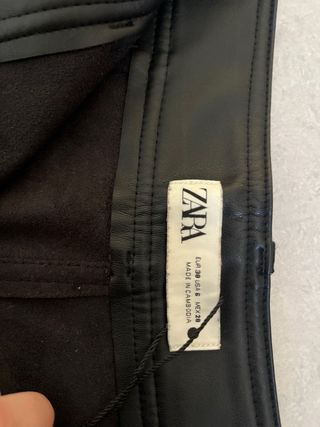 ZARA
EUR 38 USA 6 MEX 28
MADE IN CAMBODIA